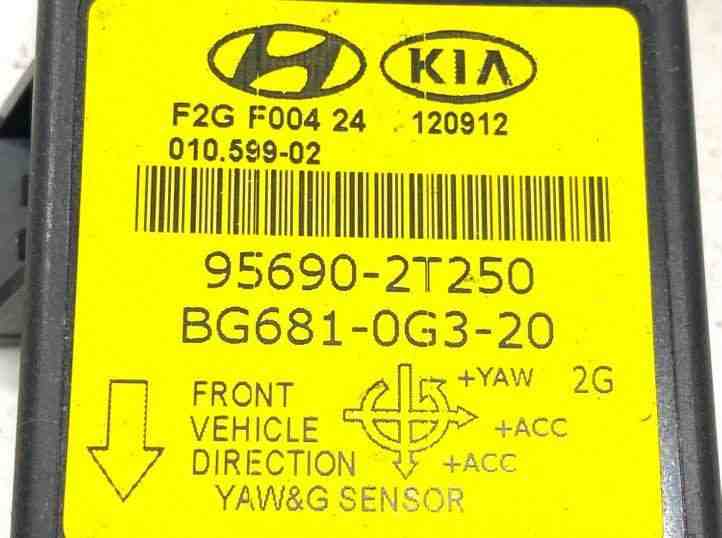 KIA
F2G F004 24 120912
010.599-02
95690-2T250
BG681-0G3-20
FRONT
VEHICLE
DIRECTION
+YAW 2G
+ACC
+ACC
YAW&G SENSOR